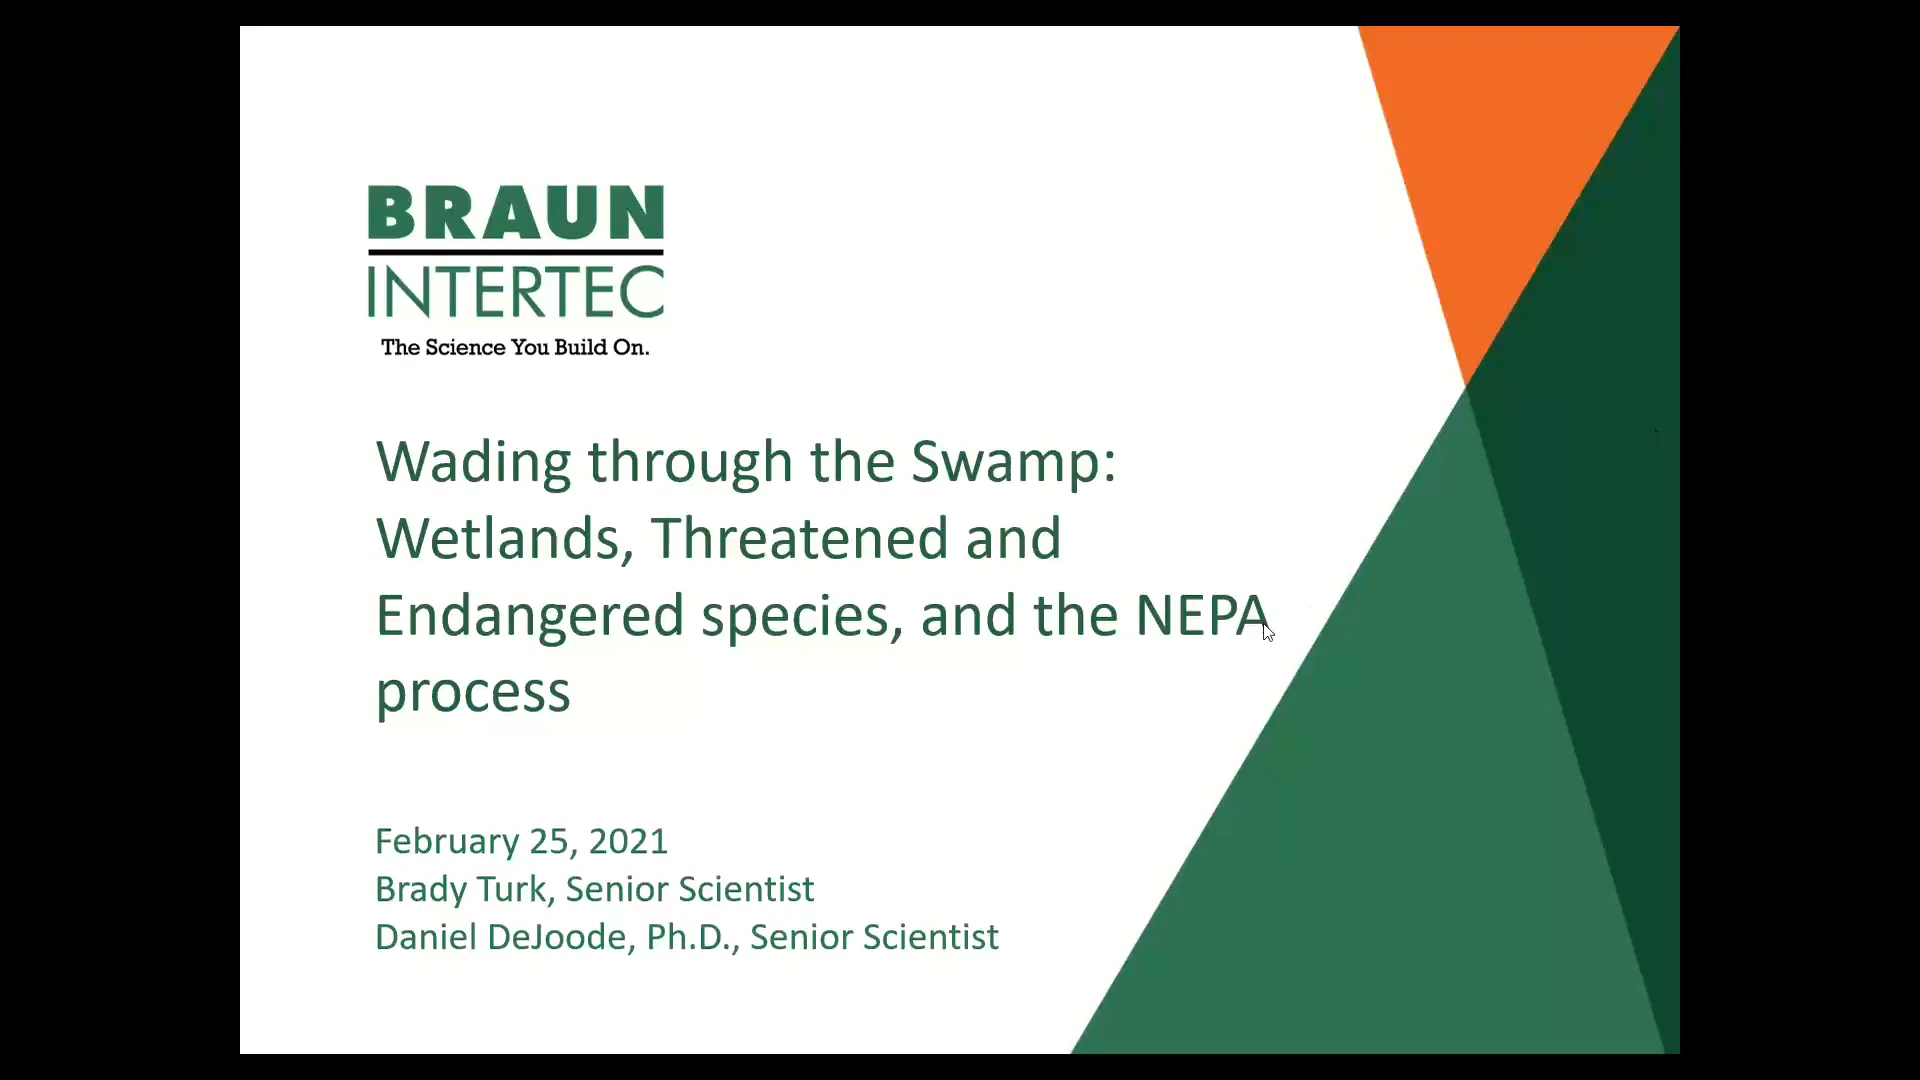 BRAUN
INTERTEC
The Science You Build On.
Wading through the Swamp:
Wetlands, Threatened and
Endangered species, and the NEPA
process
February 25, 2021
Brady Turk, Senior Scientist
Daniel DeJoode, Ph.D., Senior Scientist